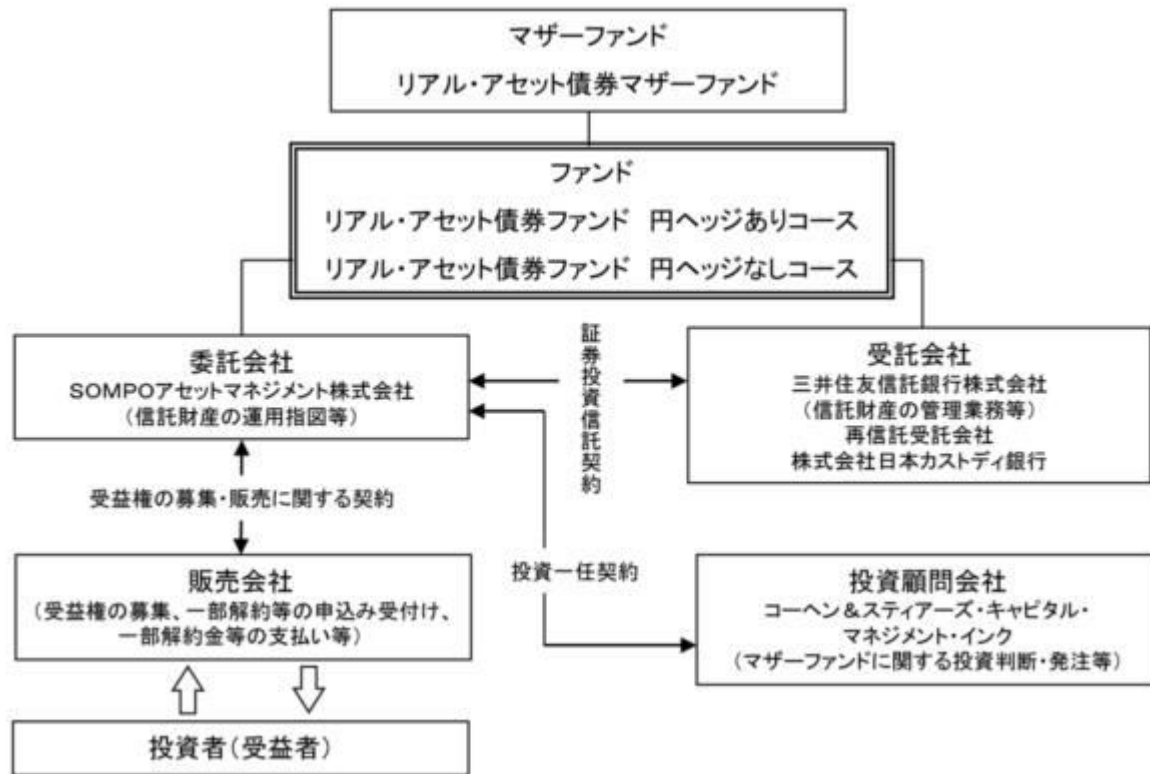 マザーファンド
リアル・アセット債券マザーファンド
ファンド
リアル・アセット債券ファンド　円ヘッジありコース
リアル・アセット債券ファンド　円ヘッジなしコース
委託会社
SOMPOアセットマネジメント株式会社
（信託財産の運用指図等）
証券投資信託契約
受託会社
三井住友信託銀行株式会社
（信託財産の管理業務等）
再信託受託会社
株式会社日本カストディ銀行
受益権の募集・販売に関する契約
販売会社
（受益権の募集、一部解約等の申込み受付け、
一部解約金等の支払い等）
投資一任契約
投資顧問会社
コーヘン＆スティアーズ・キャピタル・
マネジメント・インク
（マザーファンドに関する投資判断・発注等）
投資者（受益者）